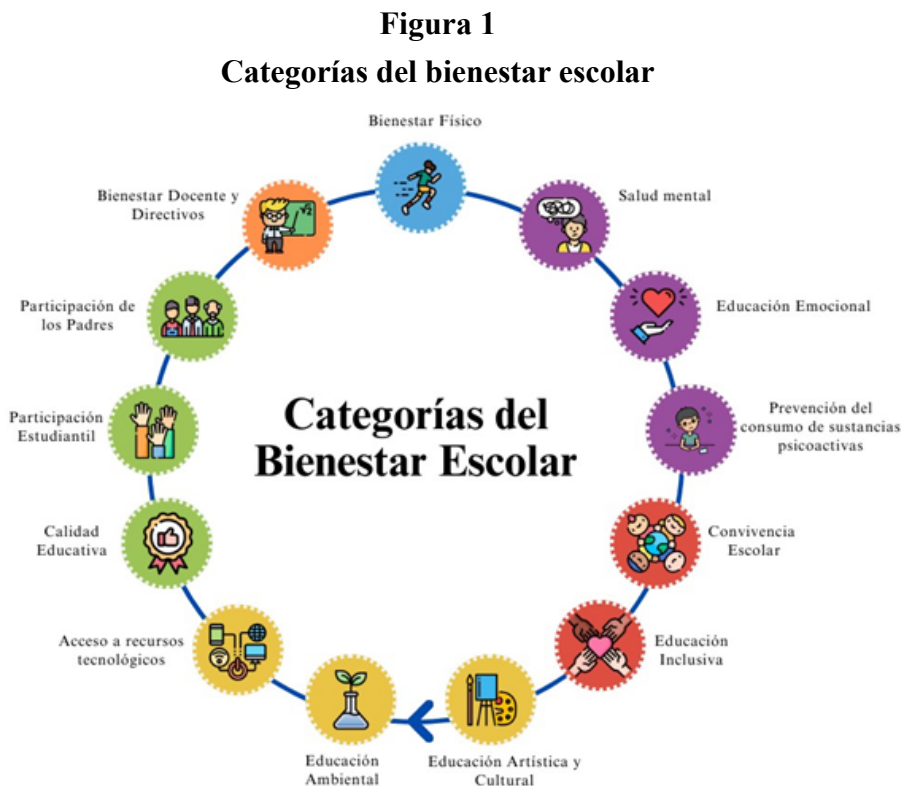 Figura 1
Categorías del bienestar escolar
Bienestar Físico
Salud mental
Educación Emocional
Prevención del
consumo de sustancias
psicoactivas
Convivencia
Escolar
Educación
Inclusiva
Educación Artística y
Cultural
Educación
Ambiental
Acceso a recursos
tecnológicos
Calidad
Educativa
Participación
Estudiantil
Participación de
los Padres
Bienestar Docente y
Directivos
√2
Categorías del
Bienestar Escolar